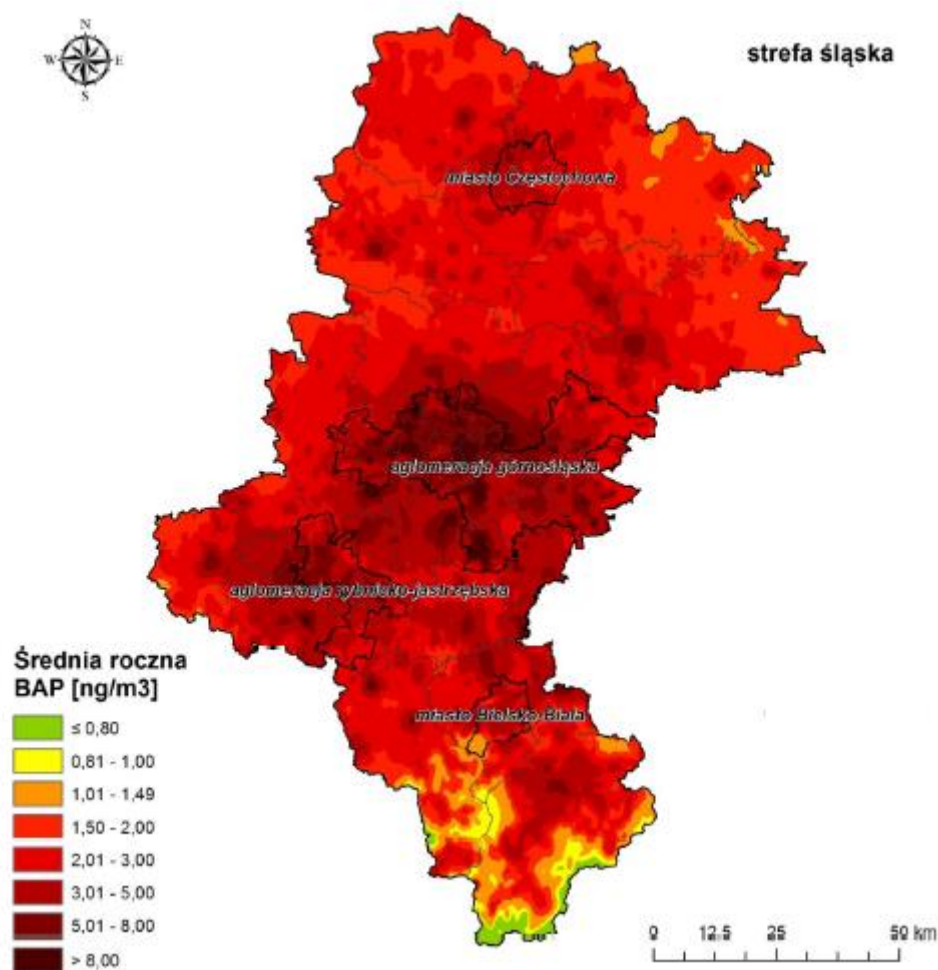 N
W E
S
strefa śląska
miasto Częstochowa
aglomeracja górnośląska
aglomeracja rybnicko-jastrzębska
miasto Bielsko-Biała
Średnia roczna
BAP [ng/m3]
≤ 0,80
0,81 - 1,00
1,01 - 1,49
1,50 - 2,00
2,01 - 3,00
3,01 - 5,00
5,01 - 8,00
> 8,00
0 12.5 25 50 km